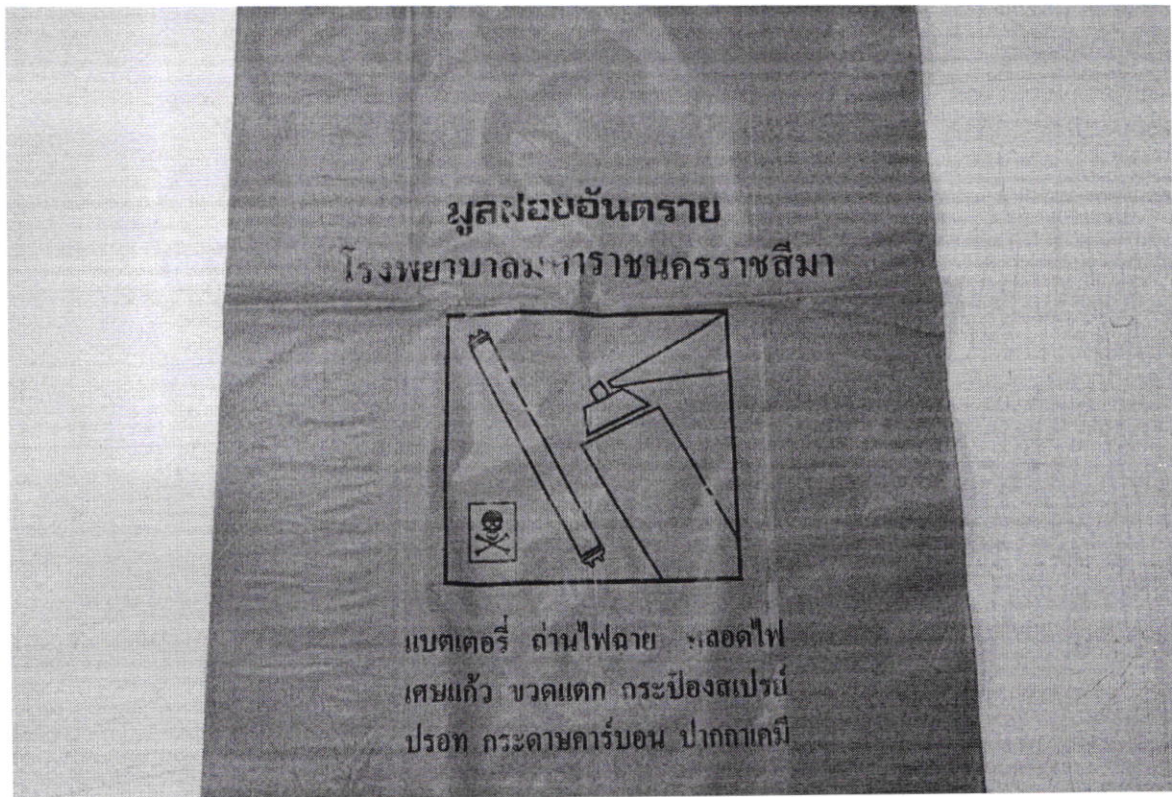 มูลฝอยอันตราย
โรงพยาบาลมหาราชนครราชสีมา
แบตเตอรี่ ถ่านไฟฉาย หลอดไฟ
เศษแก้ว ขวดแตก กระป๋องสเปรย์
ปรอท กระดาษคาร์บอน ปากกาเคมี